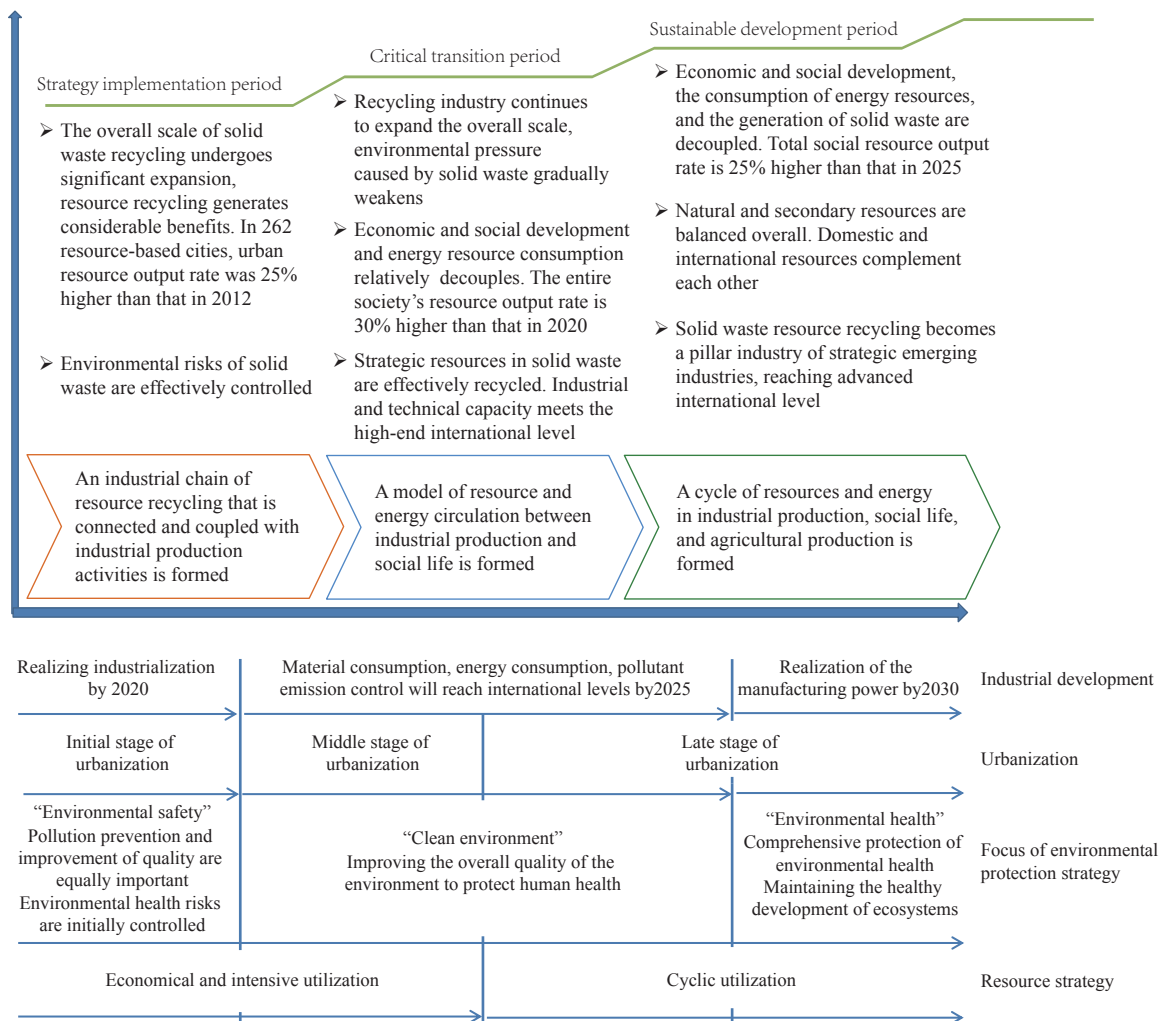 Strategy implementation period
➢ The overall scale of solid
waste recycling undergoes
significant expansion,
resource recycling generates
considerable benefits. In 262
resource-based cities, urban
resource output rate was 25%
higher than that in 2012
➢ Environmental risks of solid
waste are effectively controlled
Critical transition period
➢ Recycling industry continues
to expand the overall scale,
environmental pressure
caused by solid waste gradually
weakens
➢ Economic and social development
and energy resource consumption
relatively decouples. The entire
society’s resource output rate is
30% higher than that in 2020
➢ Strategic resources in solid waste
are effectively recycled. Industrial
and technical capacity meets the
high-end international level
Sustainable development period
➢ Economic and social development,
the consumption of energy resources,
and the generation of solid waste are
decoupled. Total social resource output
rate is 25% higher than that in 2025
➢ Natural and secondary resources are
balanced overall. Domestic and
international resources complement
each other
➢ Solid waste resource recycling becomes
a pillar industry of strategic emerging
industries, reaching advanced
international level
An industrial chain of
resource recycling that is
connected and coupled with
industrial production
activities is formed
A model of resource and
energy circulation between
industrial production and
social life is formed
A cycle of resources and energy
in industrial production, social life,
and agricultural production is
formed
Realizing industrialization
by 2020
Material consumption, energy consumption, pollutant
emission control will reach international levels by2025
Realization of the
manufacturing power by2030
Industrial development
Initial stage of
urbanization
Middle stage of
urbanization
Late stage of
urbanization
Urbanization
“Environmental safety”
Pollution prevention and
improvement of quality are
equally important
Environmental health risks
are initially controlled
“Clean environment”
Improving the overall quality of the
environment to protect human health
“Environmental health”
Comprehensive protection of
environmental health
Maintaining the healthy
development of ecosystems
Focus of environmental
protection strategy
Economical and intensive utilization
Cyclic utilization
Resource strategy